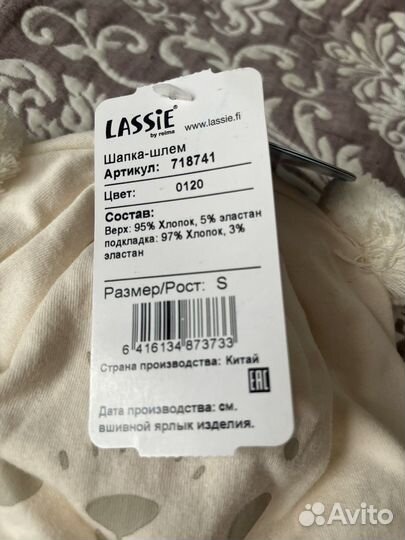 LASSIE®
by reima
www.lassie.fi
Шапка-шлем
Артикул: 718741
Цвет: 0120
Состав:
Верх: 95% Хлопок, 5% эластан
подкладка: 97% Хлопок, 3%
эластан
Размер/Рост: S
6 416134 873733
Страна производства: Китай
EAC
Дата производства: см.
вшивной ярлык изделия.
Avito